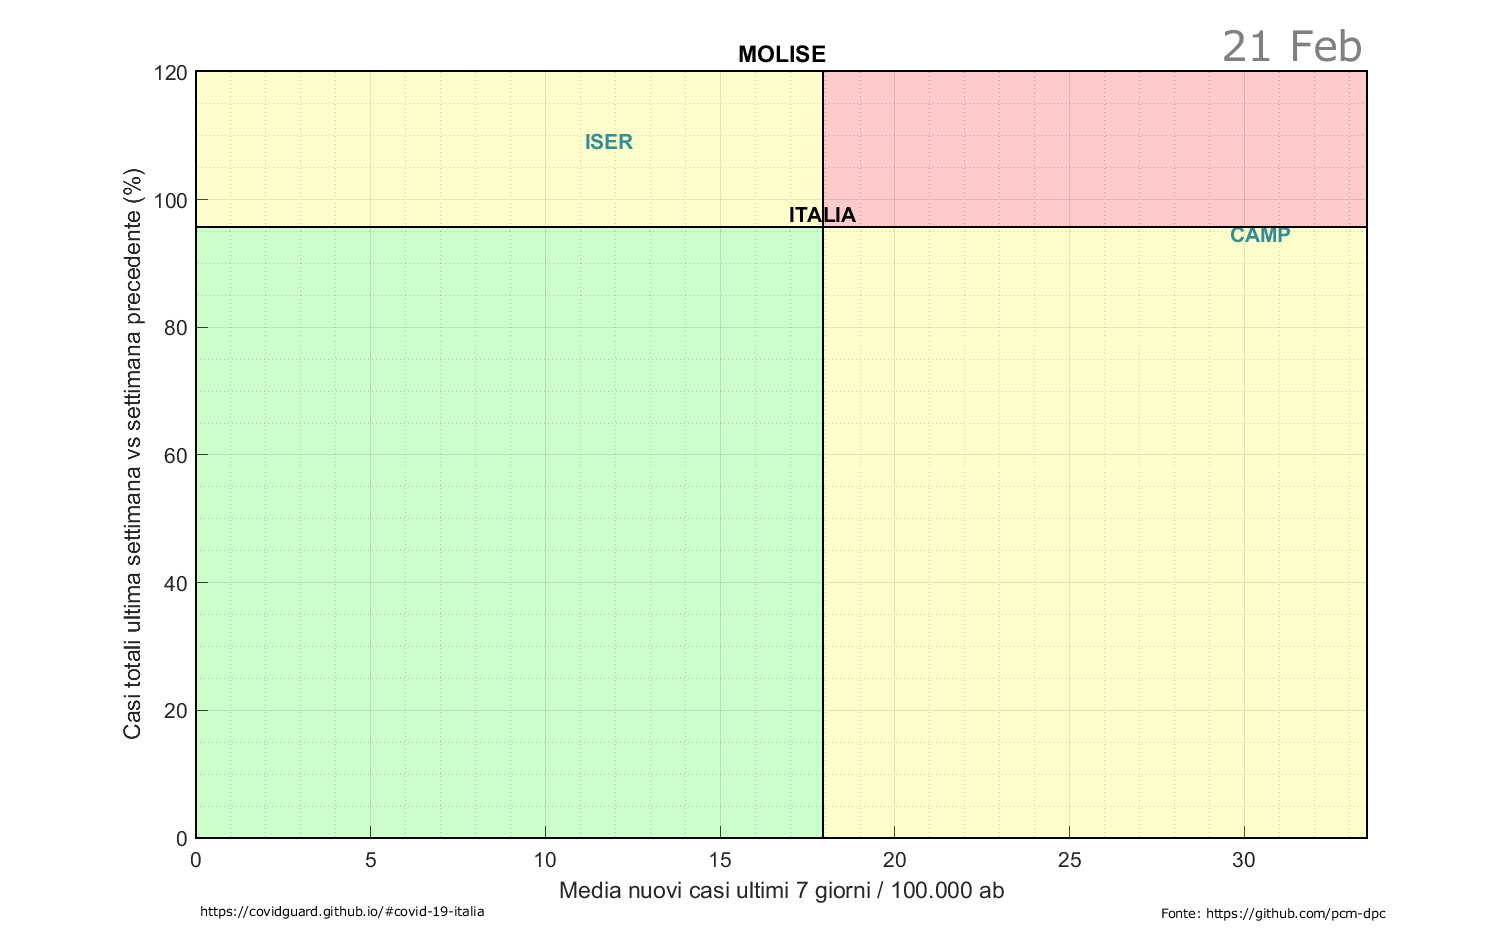 21 Feb
MOLISE
120
ISER
100
ITALIA
CAMP
80
60
40
20
0
Casi totali ultima settimana vs settimana precedente (%)
0 5 10 15 20 25 30
Media nuovi casi ultimi 7 giorni / 100.000 ab
https://covidguard.github.io/#covid-19-italia
Fonte: https://github.com/pcm-dpc